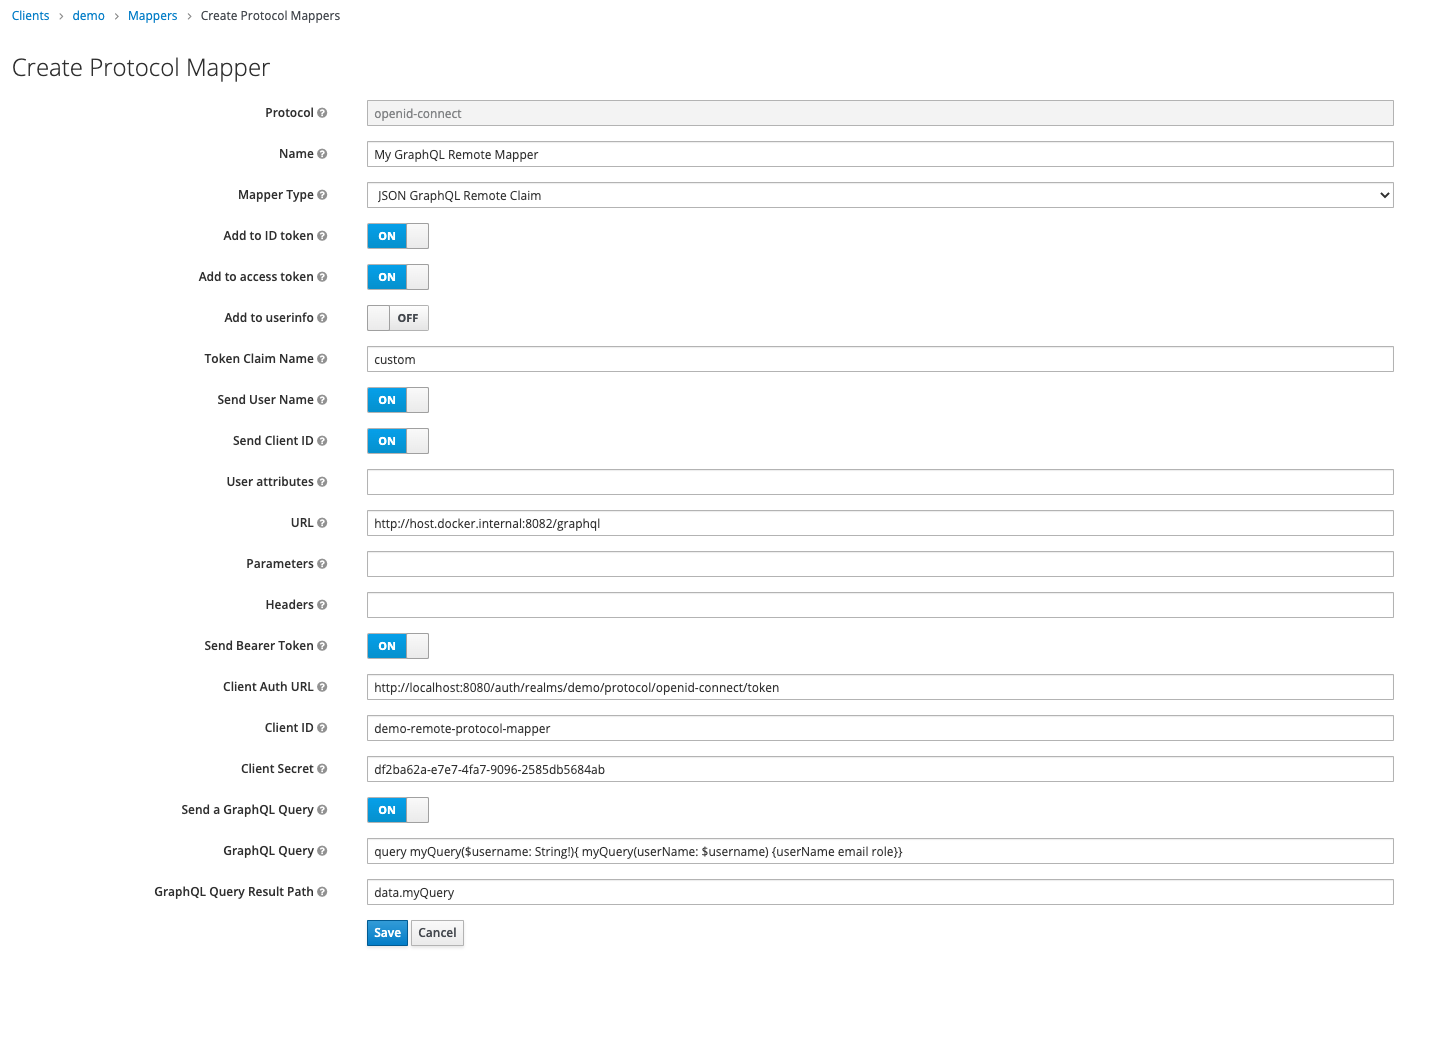 Clients > demo > Mappers > Create Protocol Mappers
Create Protocol Mapper
Protocol ? openid-connect
Name ? My GraphQL Remote Mapper
Mapper Type ? JSON GraphQL Remote Claim
Add to ID token ? ON
Add to access token ? ON
Add to userinfo ? OFF
Token Claim Name ? custom
Send User Name ? ON
Send Client ID ? ON
User attributes ?
URL ? http://host.docker.internal:8082/graphql
Parameters ?
Headers ?
Send Bearer Token ? ON
Client Auth URL ? http://localhost:8080/auth/realms/demo/protocol/openid-connect/token
Client ID ? demo-remote-protocol-mapper
Client Secret ? df2ba62a-e7e7-4fa7-9096-2585db5684ab
Send a GraphQL Query ? ON
GraphQL Query ? query myQuery($username: String!){ myQuery(userName: $username) {userName email role}}
GraphQL Query Result Path ? data.myQuery
Save Cancel